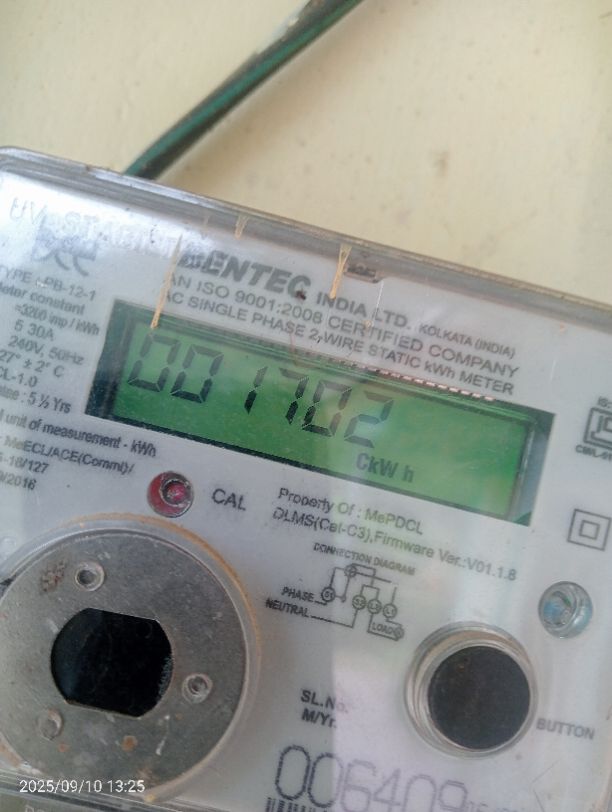 ENTEC INDIA LTD. KOLKATA (INDIA)
AN ISO 9001:2008 CERTIFIED COMPANY
AC SINGLE PHASE 2,WIRE STATIC kWh METER
PB-12-1
Meter constant
=3200 imp / kWh
5 30A
240V, 50Hz
27° ± 2° C
CL-1.0
: 5 ½ Yrs
unit of measurement - kWh
: MeECL/ACE(Comml)/
-16/127
/2016
001702
CkW h
CAL
Property Of : MePDCL
DLMS(Cat-C3),Firmware Ver.:V01.1.8
CONNECTION DIAGRAM
PHASE
NEUTRAL
LOAD
IS:
SL.No.
M/Yr.
BUTTON
006409
2025/09/10 13:25